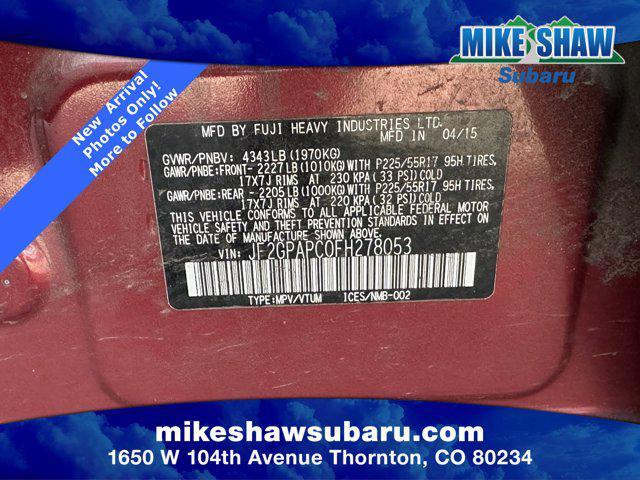 MIKE SHAW
Subaru
New Arrival
Photos Only!
More to Follow
MFD BY FUJI HEAVY INDUSTRIES LTD.
MFD IN 04/15
GVWR/PNBV: 4343LB (1970KG)
GAWR/PNBE:FRONT- 2227LB (1010KG) WITH P225/55R17 95H TIRES,
17X7J RIMS AT 230 KPA (33 PSI) COLD
GAWR/PNBE:REAR - 2205LB (1000KG) WITH P225/55R17 95H TIRES,
17X7J RIMS AT 220 KPA (32 PSI) COLD
THIS VEHICLE CONFORMS TO ALL APPLICABLE FEDERAL MOTOR
VEHICLE SAFETY AND BUMPER STANDARDS IN EFFECT ON THE
DATE OF MANUFACTURE SHOWN ABOVE.
VIN: JF2GPAPC0FH278053
TYPE:MPV/VTUM ICES/NMB-002
mikeshawsubaru.com
1650 W 104th Avenue Thornton, CO 80234